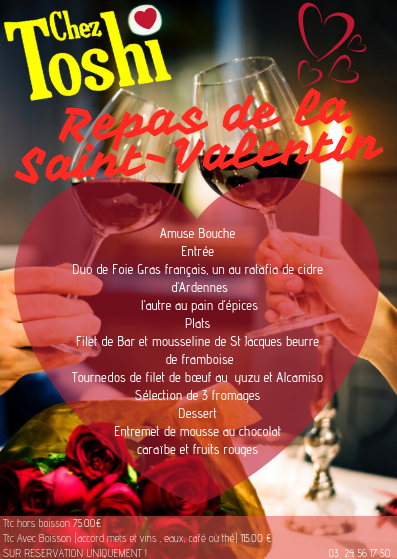 Chez
Toshi
Repas de la
Saint-Valentin
Amuse Bouche
Entrée
Duo de Foie Gras français, un au ratafia de cidre
d'Ardennes
l'autre au pain d'épices
Plats
Filet de Bar et mousseline de St Jacques beurre
de framboise
Tournedos de filet de bœuf au yuzu et Alcamiso
Sélection de 3 fromages
Dessert
Entremet de mousse au chocolat
caraïbe et fruits rouges
Ttc hors boisson 75.00€
Ttc Avec Boisson (accord mets et vins , eaux, café où thé) 115.00 €
SUR RESERVATION UNIQUEMENT !
03 24 56 17 50